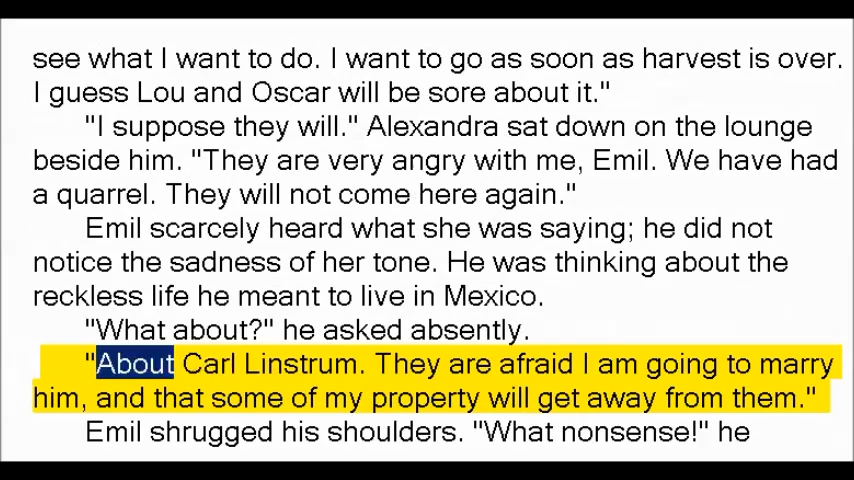 see what I want to do. I want to go as soon as harvest is over.
I guess Lou and Oscar will be sore about it."
"I suppose they will." Alexandra sat down on the lounge
beside him. "They are very angry with me, Emil. We have had
a quarrel. They will not come here again."
Emil scarcely heard what she was saying; he did not
notice the sadness of her tone. He was thinking about the
reckless life he meant to live in Mexico.
"What about?" he asked absently.
"About Carl Linstrum. They are afraid I am going to marry
him, and that some of my property will get away from them."
Emil shrugged his shoulders. "What nonsense!" he